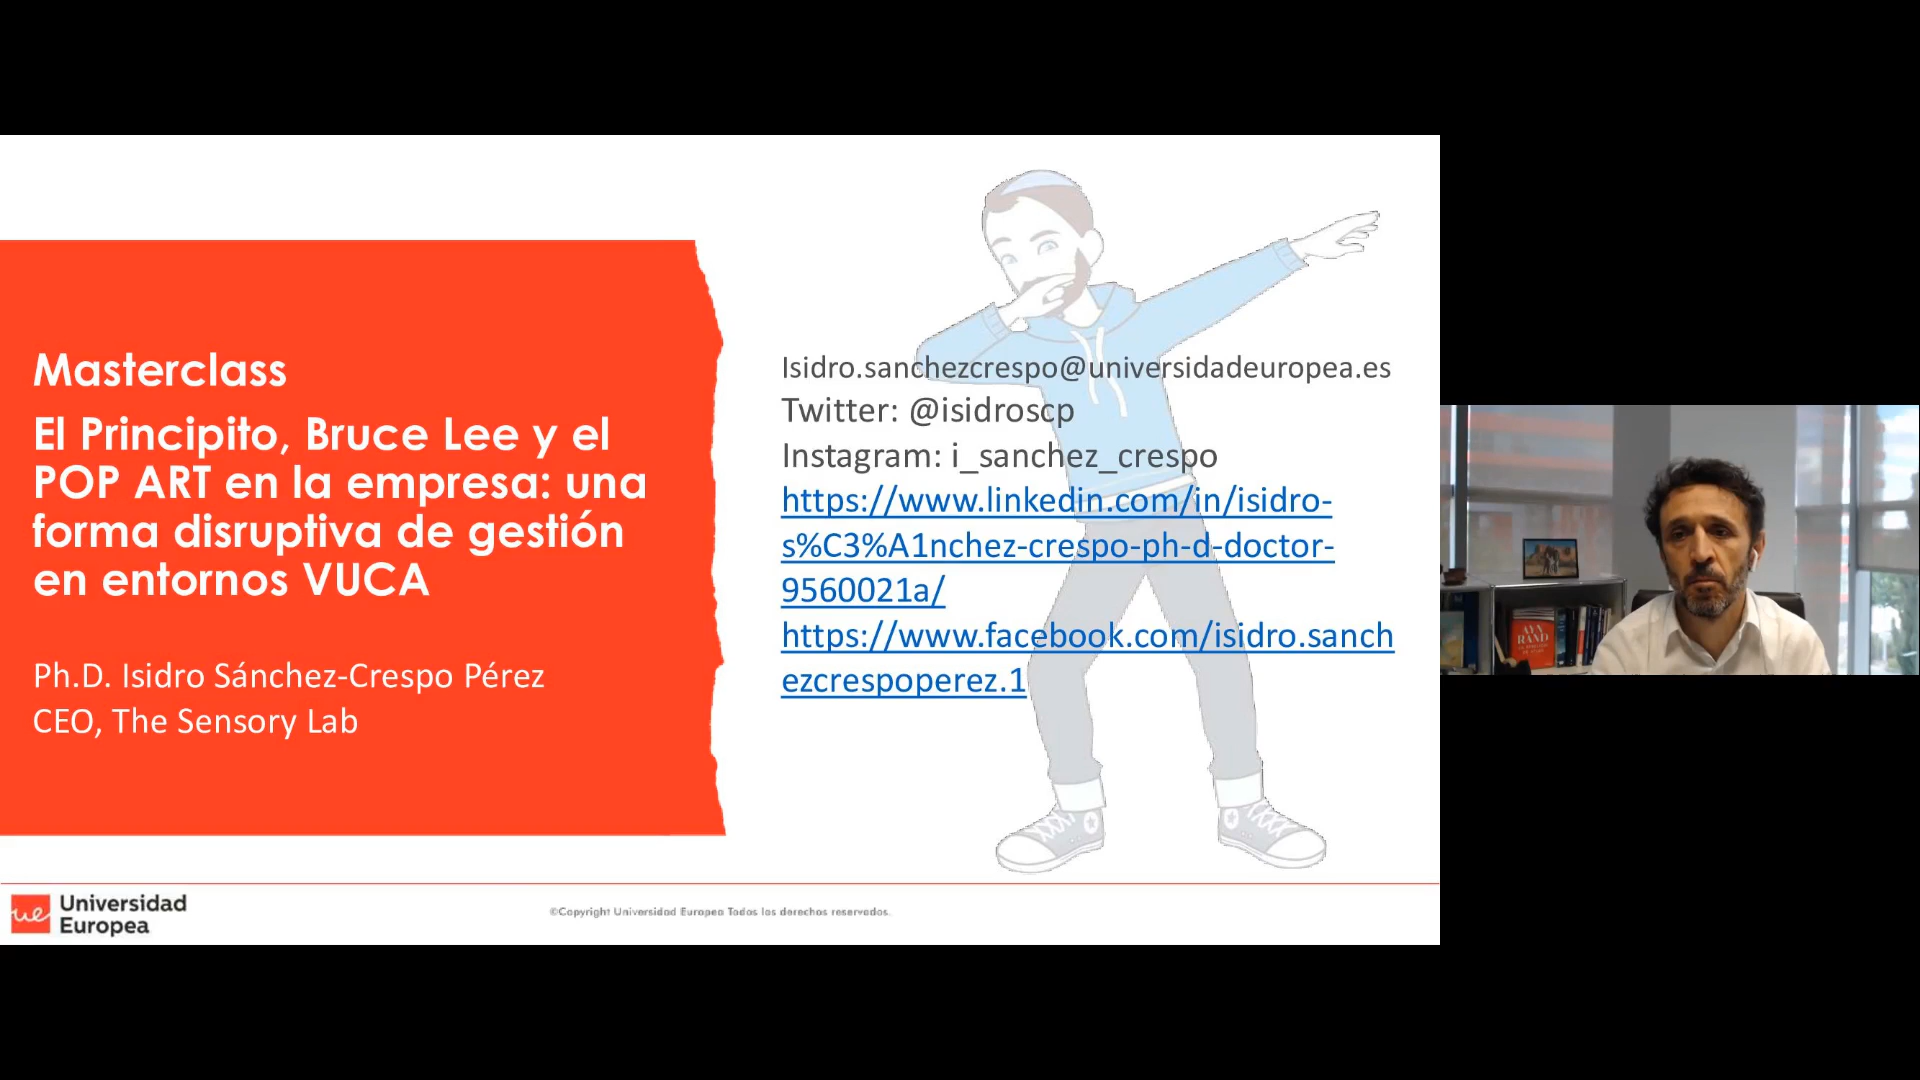 Masterclass
El Principito, Bruce Lee y el
POP ART en la empresa: una
forma disruptiva de gestión
en entornos VUCA
Ph.D. Isidro Sánchez-Crespo Pérez
CEO, The Sensory Lab
Isidro.sanchezcrespo@universidadeuropea.es
Twitter: @isidroscp
Instagram: i_sanchez_crespo
https://www.linkedin.com/in/isidro-
s%C3%A1nchez-crespo-ph-d-doctor-
9560021a/
https://www.facebook.com/isidro.sanch
ezcrespoperez.1
ue Universidad
Europea
©Copyright Universidad Europea Todos los derechos reservados.
AYN
RAND